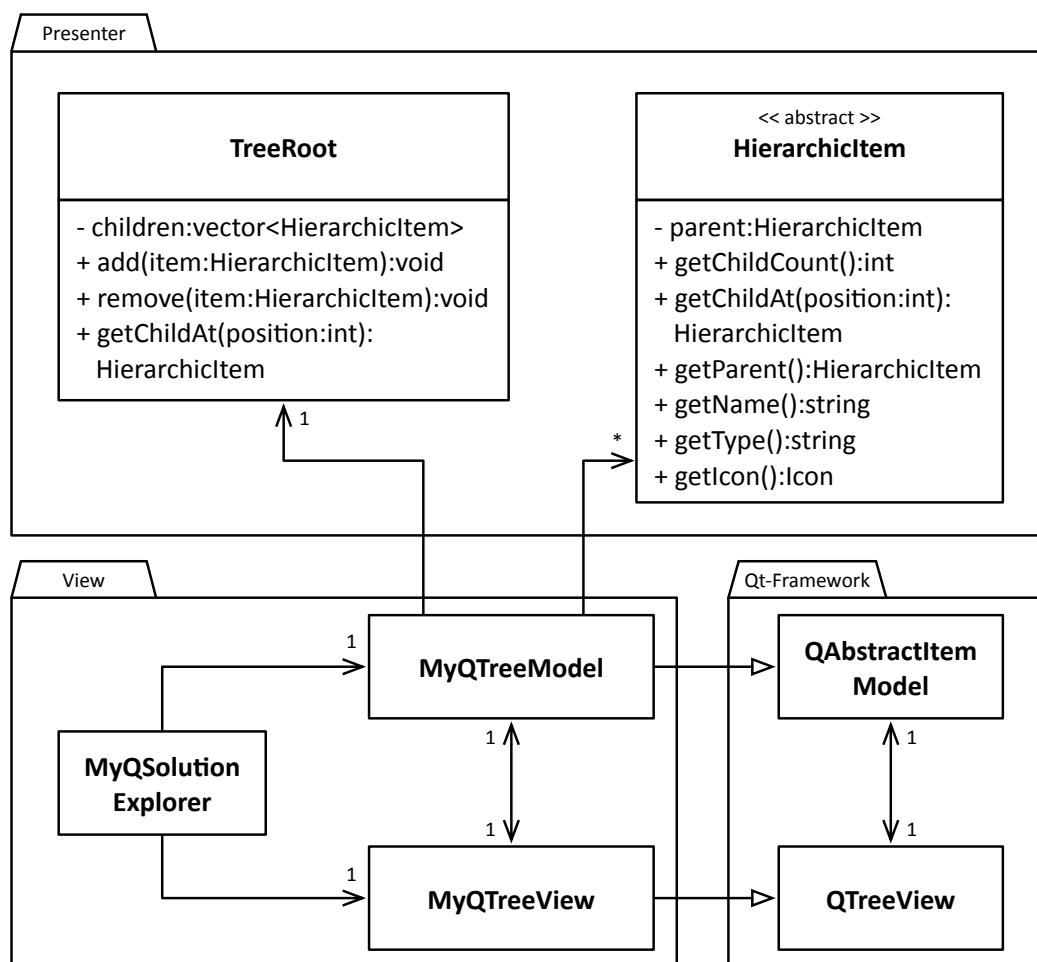 Presenter
TreeRoot
- children:vector<HierarchicItem>
+ add(item:HierarchicItem):void
+ remove(item:HierarchicItem):void
+ getChildAt(position:int):
HierarchicItem
<< abstract >>
HierarchicItem
- parent:HierarchicItem
+ getChildCount():int
+ getChildAt(position:int):
HierarchicItem
+ getParent():HierarchicItem
+ getName():string
+ getType():string
+ getIcon():Icon
1
*
View
Qt-Framework
1
MyQTreeModel
QAbstractItem
Model
MyQSolution
Explorer
1
1
1
1
1
MyQTreeView
QTreeView